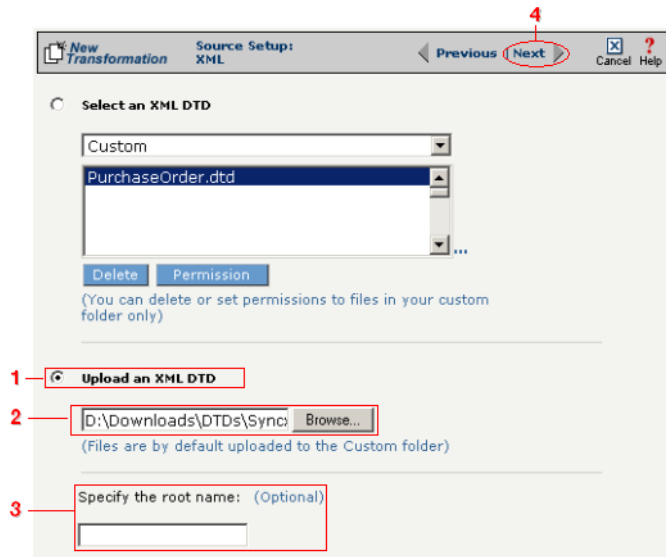 4
New Transformation
Source Setup: XML
Previous | Next
Cancel
? Help
Select an XML DTD
Custom
PurchaseOrder.dtd
...
Delete
Permission
(You can delete or set permissions to files in your custom
folder only)
1
Upload an XML DTD
2
D:\Downloads\DTDs\Sync
Browse...
(Files are by default uploaded to the Custom folder)
3
Specify the root name: (Optional)